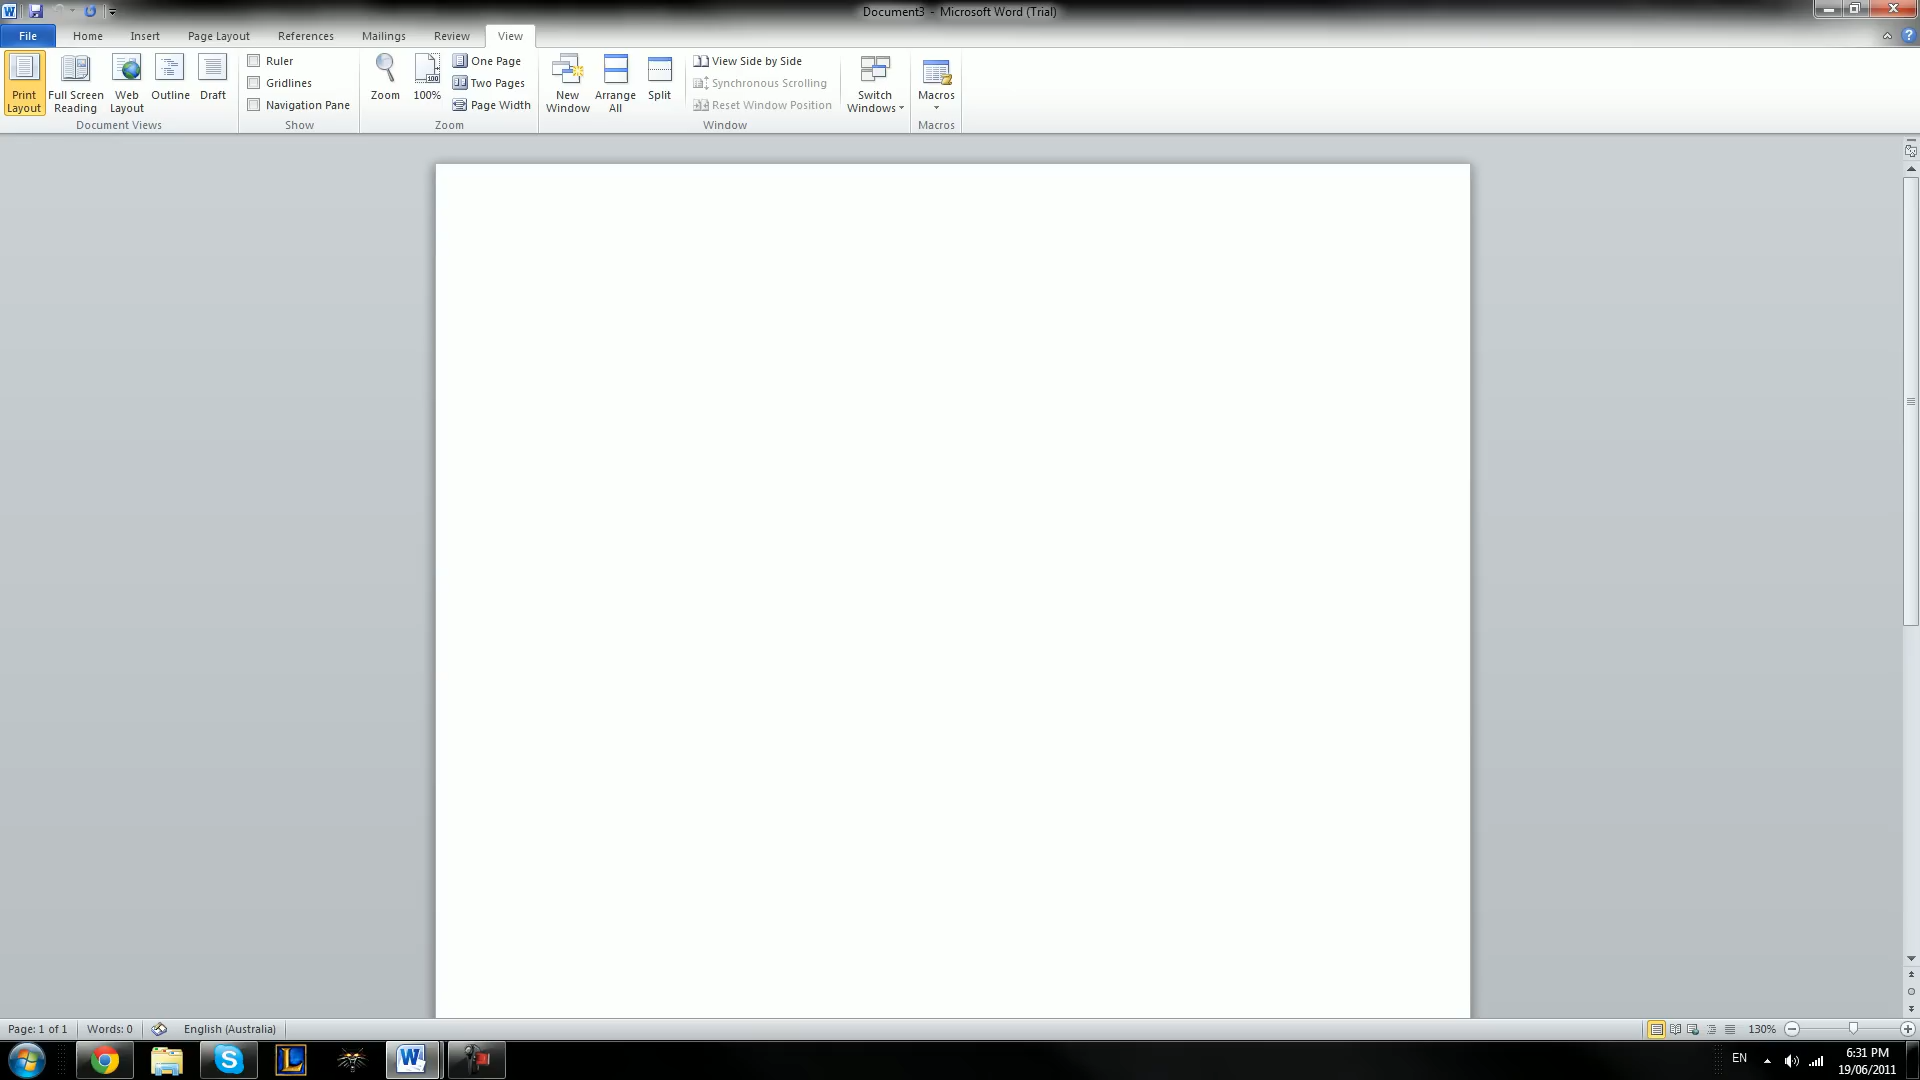 Document3 - Microsoft Word (Trial)
File Home Insert Page Layout References Mailings Review View
Print Layout
Full Screen Reading
Web Layout
Outline
Draft
Document Views
Ruler
Gridlines
Navigation Pane
Show
Zoom
100%
One Page
Two Pages
Page Width
Zoom
New Window
Arrange All
Split
View Side by Side
Synchronous Scrolling
Reset Window Position
Window
Switch Windows
Macros
Macros
Page: 1 of 1 Words: 0 English (Australia) 130%
EN 6:31 PM
19/06/2011